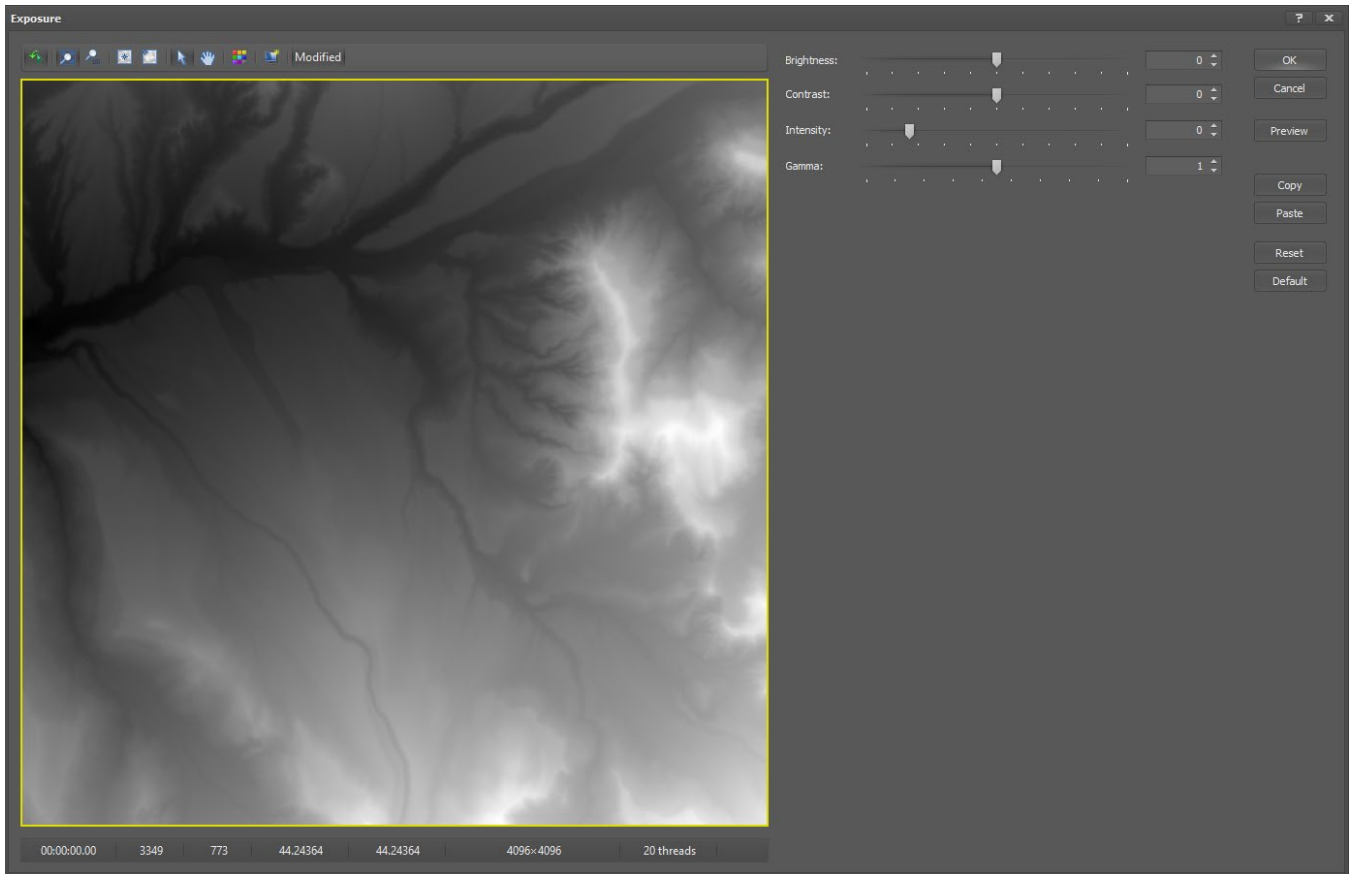 Exposure ? x
Modified
Brightness: 0 OK
Contrast: 0 Cancel
Intensity: 0 Preview
Gamma: 1
Copy
Paste
Reset
Default
00:00:00.00 3349 773 44.24364 44.24364 4096×4096 20 threads